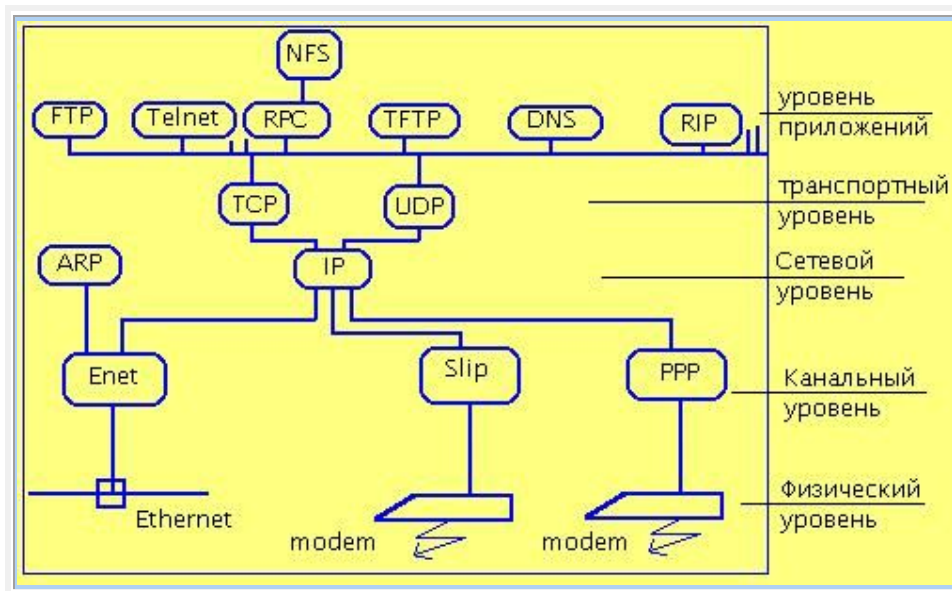 NFS
FTP
Telnet
RPC
TFTP
DNS
RIP
уровень
приложений
TCP
UDP
транспортный
уровень
ARP
IP
Сетевой
уровень
Enet
Slip
PPP
Канальный
уровень
Ethernet
modem
modem
Физический
уровень